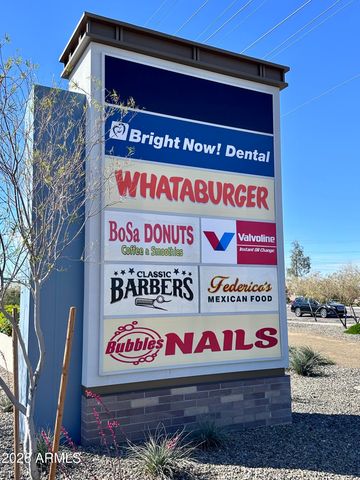 Bright Now! Dental
WHATABURGER
BoSa DONUTS
Coffee & Smoothies
Valvoline
Instant Oil Change
CLASSIC
BARBERS
Federico's
MEXICAN FOOD
Bubbles NAILS
ARMLS